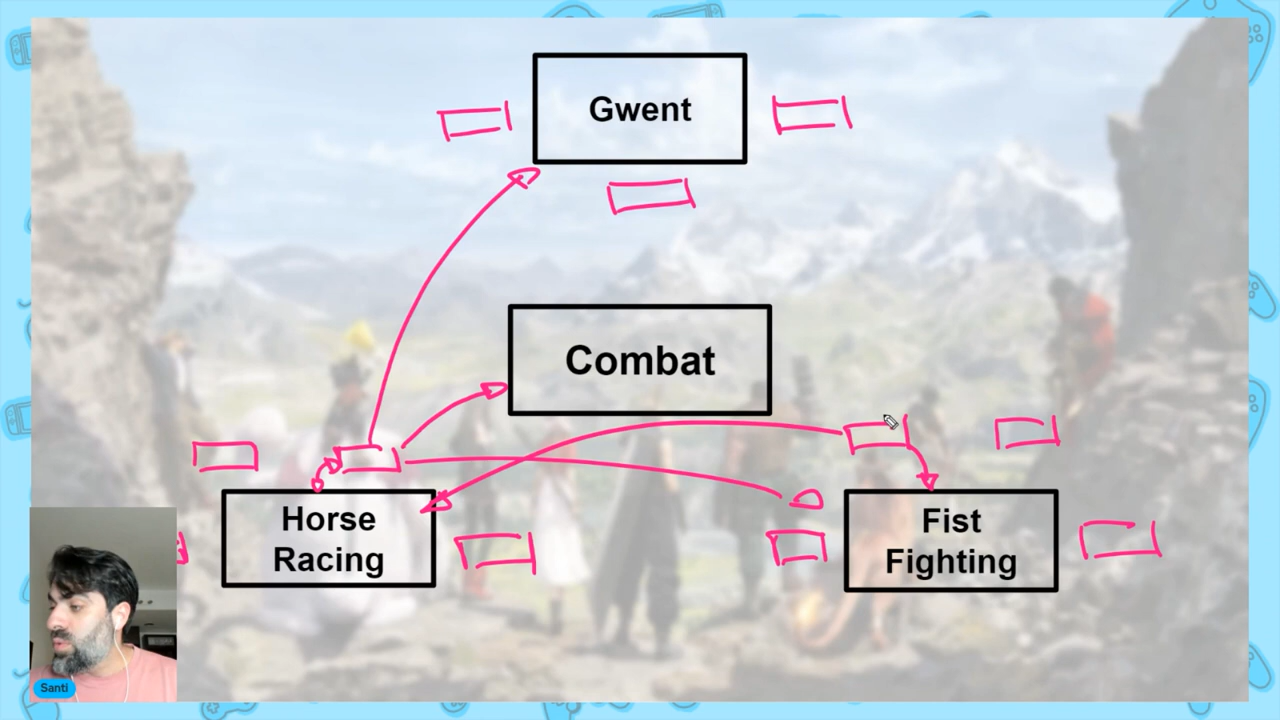 Gwent
Combat
Horse
Racing
Fist
Fighting
Santi